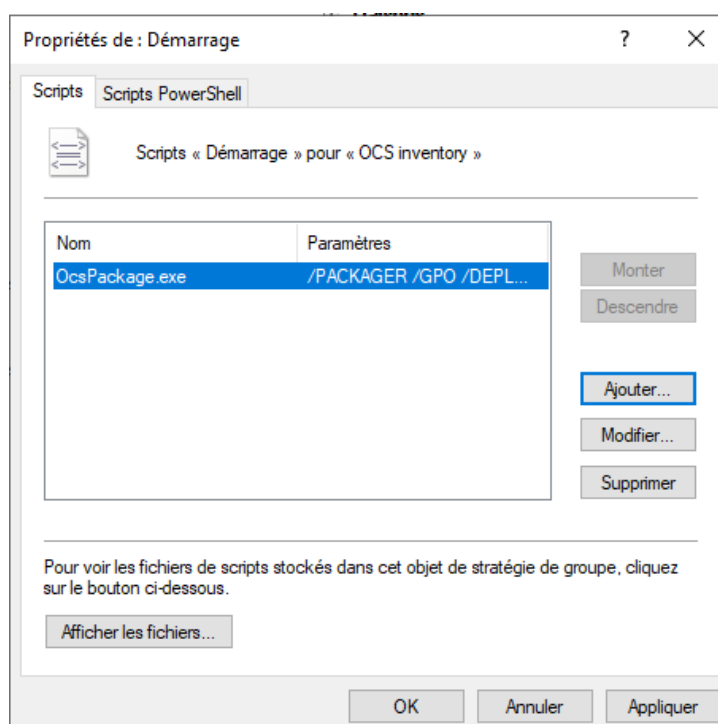 Propriétés de : Démarrage
?
Scripts
Scripts PowerShell
Scripts « Démarrage » pour « OCS inventory »
Nom
Paramètres
OcsPackage.exe
/PACKAGER /GPO /DEPL...
Monter
Descendre
Ajouter...
Modifier...
Supprimer
Pour voir les fichiers de scripts stockés dans cet objet de stratégie de groupe, cliquez
sur le bouton ci-dessous.
Afficher les fichiers...
OK
Annuler
Appliquer